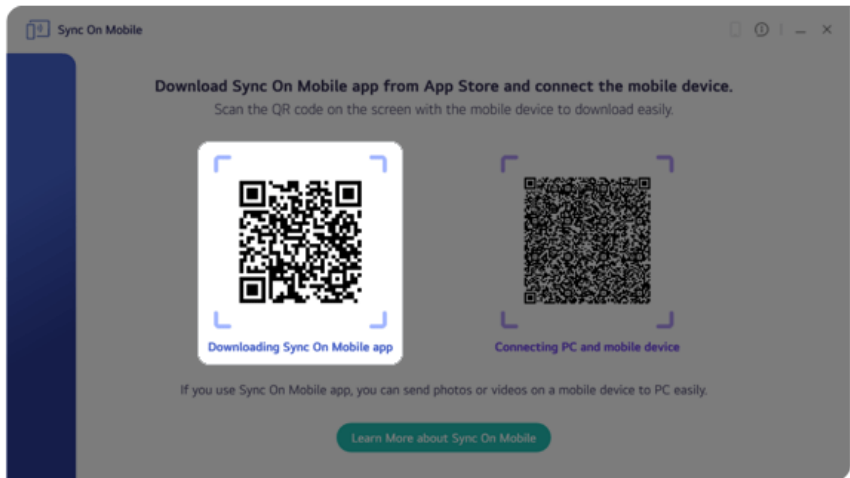 Sync On Mobile
Download Sync On Mobile app from App Store and connect the mobile device.
Scan the QR code on the screen with the mobile device to download easily.
Downloading Sync On Mobile app
Connecting PC and mobile device
If you use Sync On Mobile app, you can send photos or videos on a mobile device to PC easily.
Learn More about Sync On Mobile